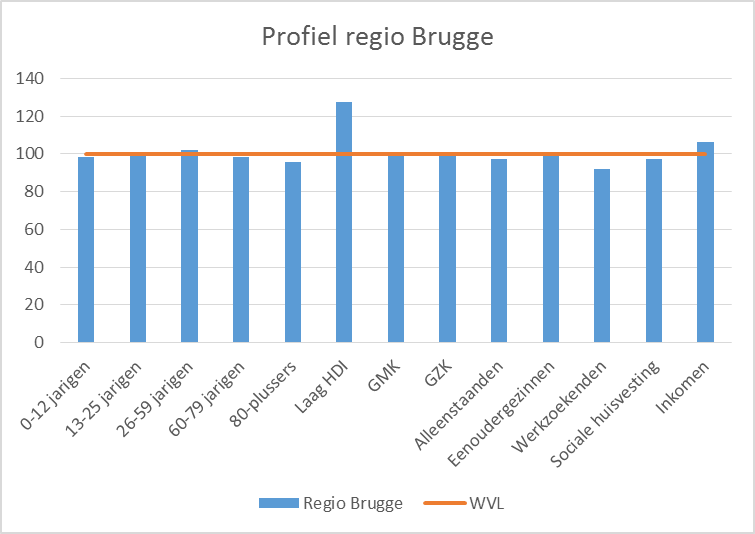 Profiel regio Brugge
140
120
100
80
60
40
20
0
0-12 jarigen
13-25 jarigen
26-59 jarigen
60-79 jarigen
80-plussers
Laag HDI
GMK
GZK
Alleenstaanden
Eenoudergezinnen
Werkzoekenden
Sociale huisvesting
Inkomen
Regio Brugge WVL